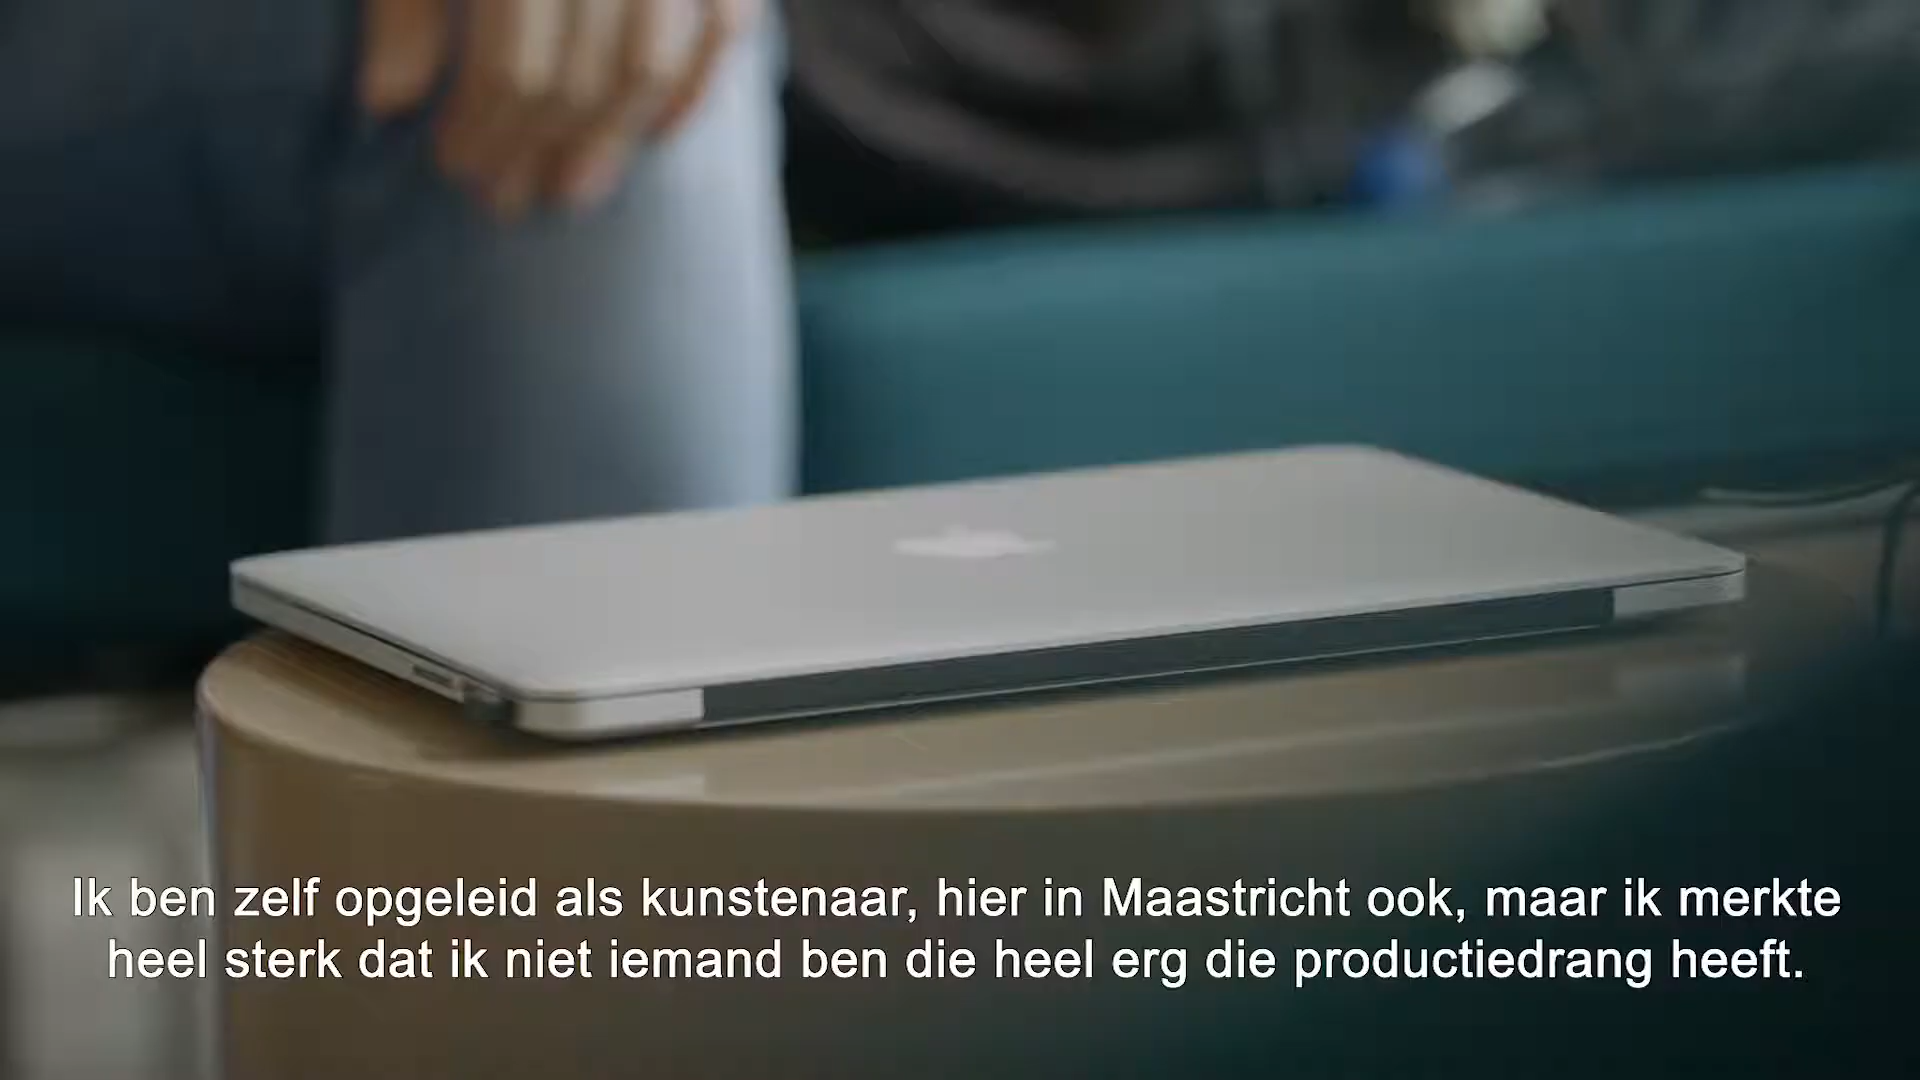 Ik ben zelf opgeleid als kunstenaar, hier in Maastricht ook, maar ik merkte
heel sterk dat ik niet iemand ben die heel erg die productiedrang heeft.